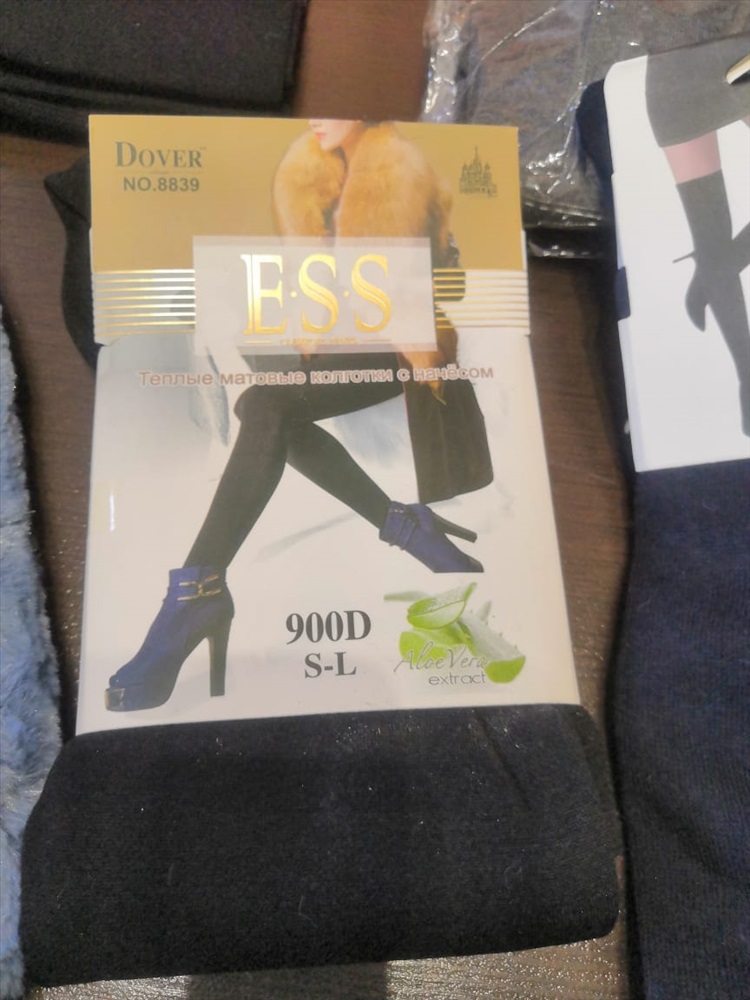 DOVER
NO.8839
E·S·S
Теплые матовые колготки с начёсом
900D
S-L
Aloe Vera
extract